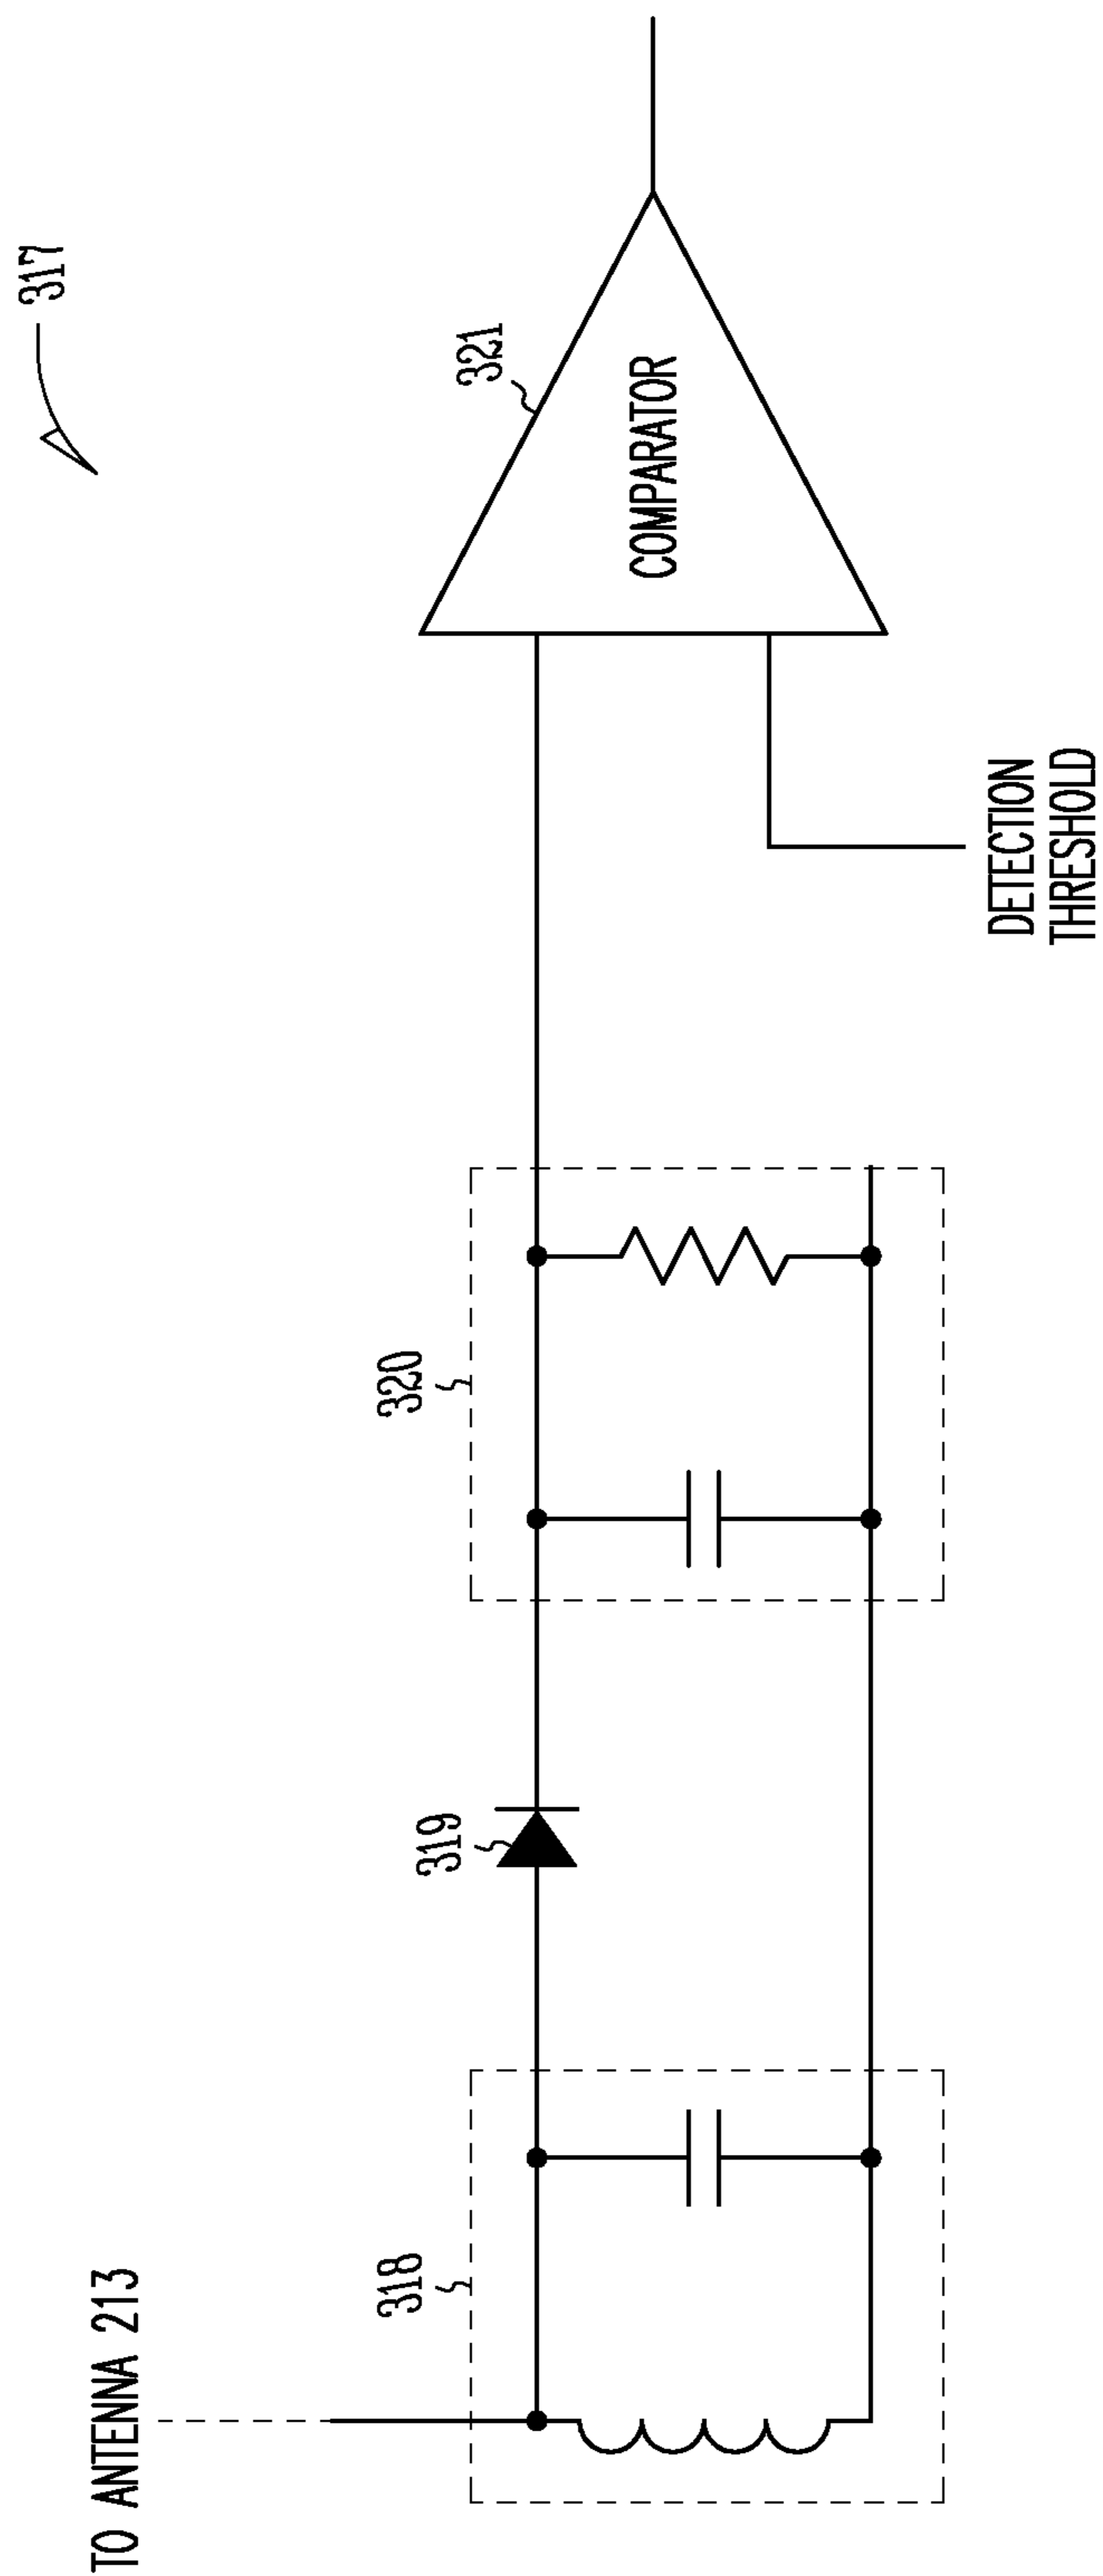 317
TO ANTENNA 213
318
319
320
321
COMPARATOR
DETECTION
THRESHOLD